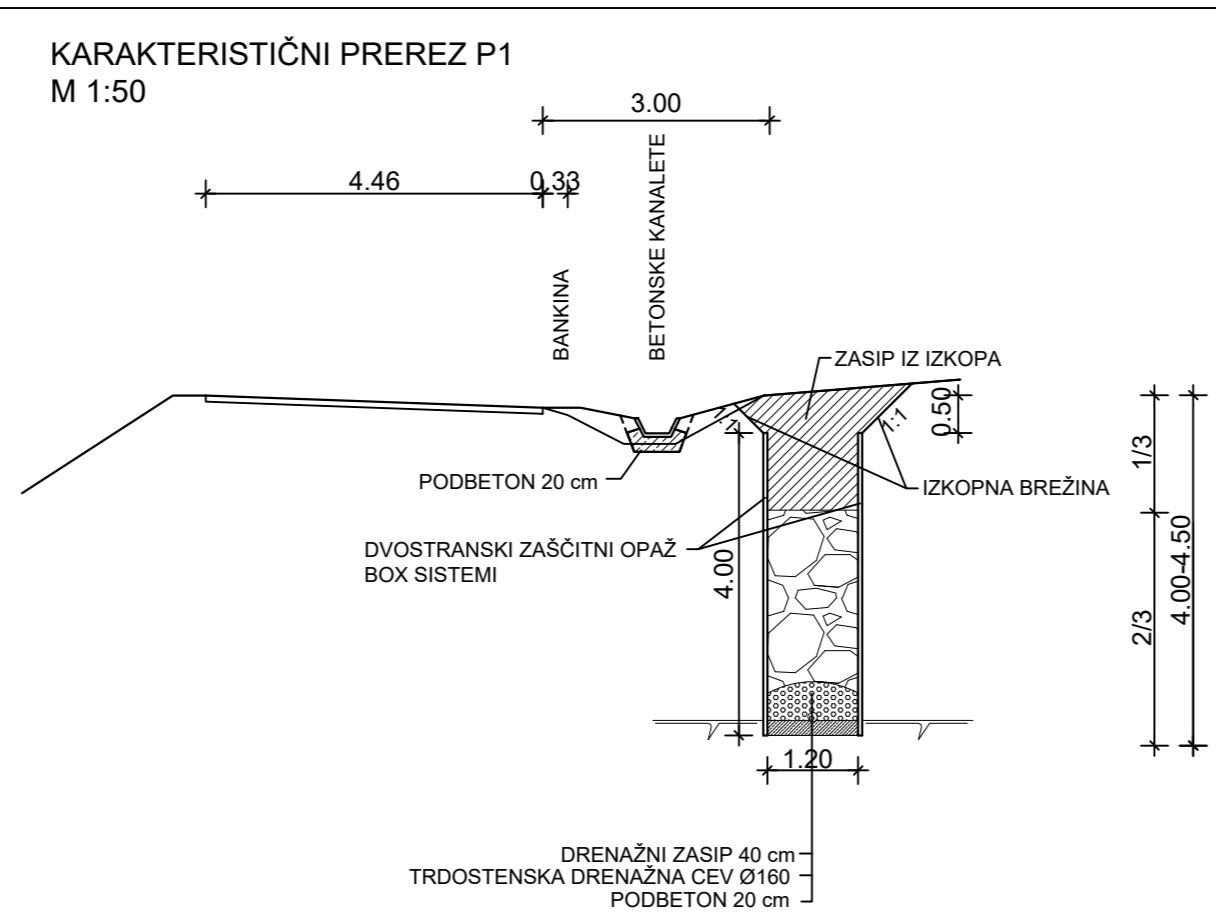 KARAKTERISTIČNI PREREZ P1
M 1:50
3.00
4.46
0.33
BANKINA
BETONSKE KANALETE
ZASIP IZ IZKOPA
1:1
1:1
0.50
PODBETON 20 cm
IZKOPNA BREŽINA
DVOSTRANSKI ZAŠČITNI OPAŽ
BOX SISTEMI
4.00
1/3
2/3
4.00-4.50
1.20
DRENAŽNI ZASIP 40 cm
TRDOSTENSKA DRENAŽNA CEV Ø160
PODBETON 20 cm